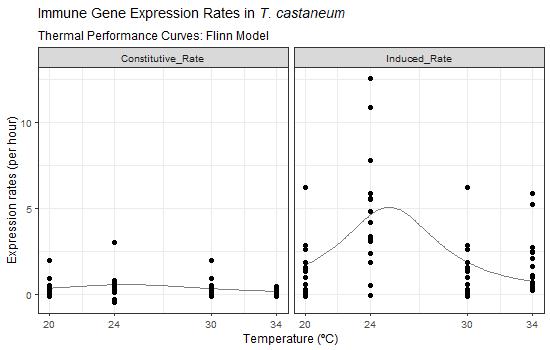 Immune Gene Expression Rates in T. castaneum
Thermal Performance Curves: Flinn Model
Constitutive_Rate
Induced_Rate
Expression rates (per hour)
10
5
0
20
24
30
34
20
24
30
34
Temperature (ºC)